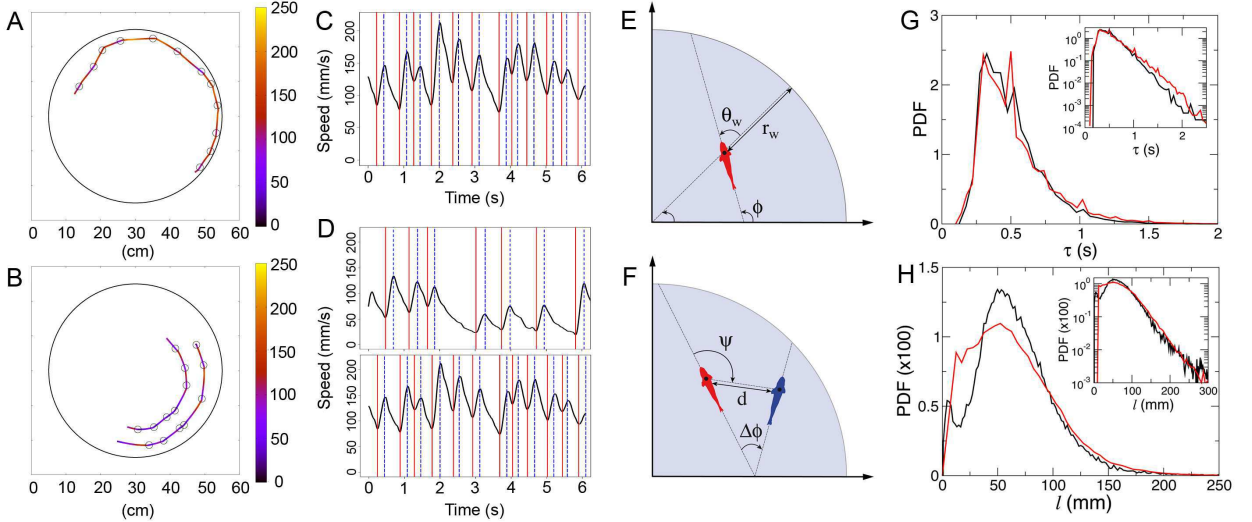 A
250
200
150
100
50
0
0 10 20 30 40 50 60
(cm)
B
250
200
150
100
50
0
0 10 20 30 40 50 60
(cm)
C
Speed (mm/s)
0 50 100 150 200
0 1 2 3 4 5 6
Time (s)
D
Speed (mm/s)
0 50 100 150 200
0 50 100 150 200
0 1 2 3 4 5 6
Time (s)
E
θw
rw
ϕ
F
ψ
d
Δϕ
G
PDF
3
2
1
0
0 0.5 1 1.5 2
τ (s)
PDF
10^0
10^-1
10^-2
10^-3
10^-4
0 1 2
τ (s)
H
PDF (x100)
1.5
1.0
0.5
0
0 50 100 150 200 250
l (mm)
PDF (x100)
10^0
10^-1
10^-2
10^-3
0 100 200 300
l (mm)